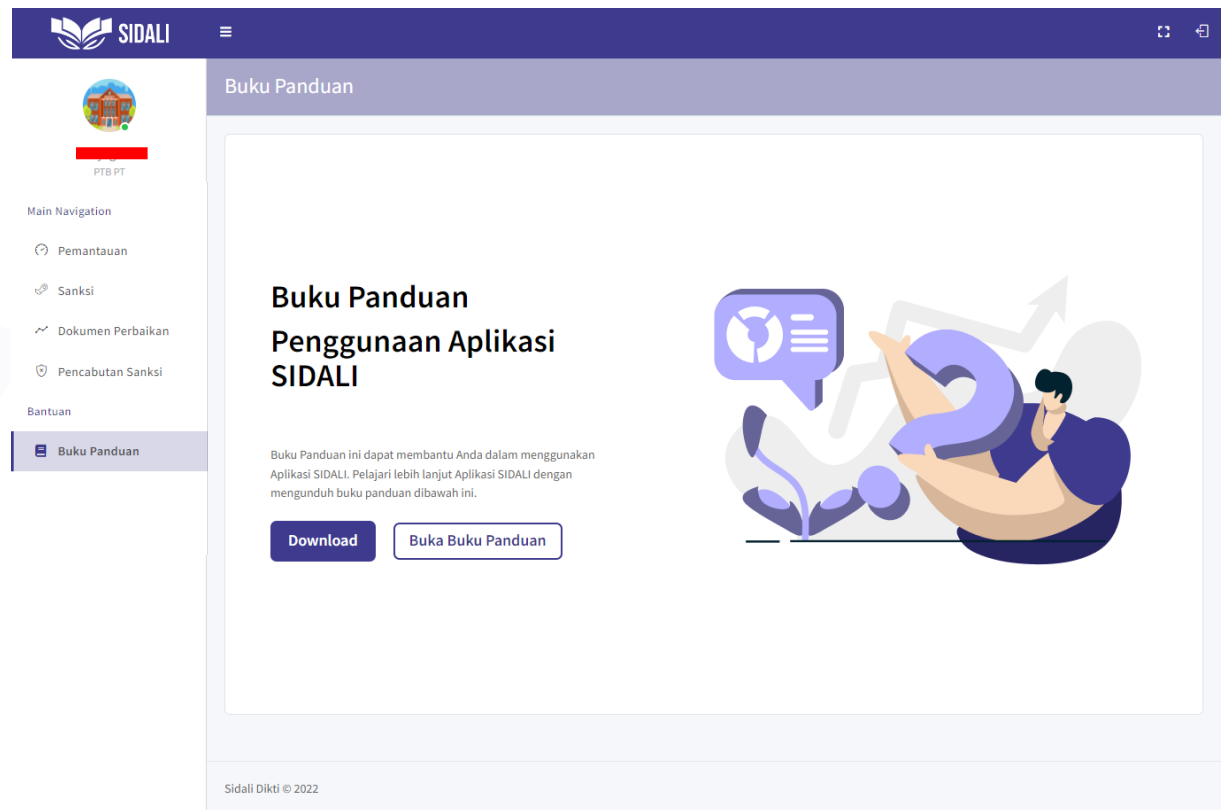 SIDALI
Buku Panduan
PTB PT
Main Navigation
Pemantauan
Sanksi
Dokumen Perbaikan
Pencabutan Sanksi
Bantuan
Buku Panduan
Buku Panduan
Penggunaan Aplikasi
SIDALI
Buku Panduan ini dapat membantu Anda dalam menggunakan
Aplikasi SIDALI. Pelajari lebih lanjut Aplikasi SIDALI dengan
mengunduh buku panduan dibawah ini.
Download
Buka Buku Panduan
Sidali Dikti © 2022